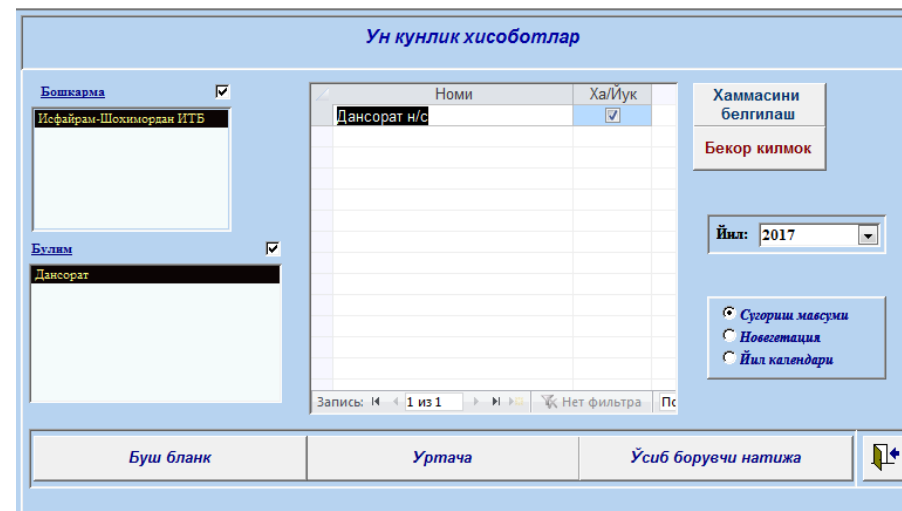 Ун кунлик хисоботлар
Бошкарма
Исфайрам-Шохимордан ИТБ
Булим
Дансорат
Номи
Ха/Йук
Дансорат н/с
Запись: 1 из 1 Нет фильтра По
Хаммасини
белгилаш
Бекор килмок
Йил: 2017
Сугориш мавсуми
Новегетация
Йил календари
Буш бланк
Уртача
Ўсиб борувчи натижа